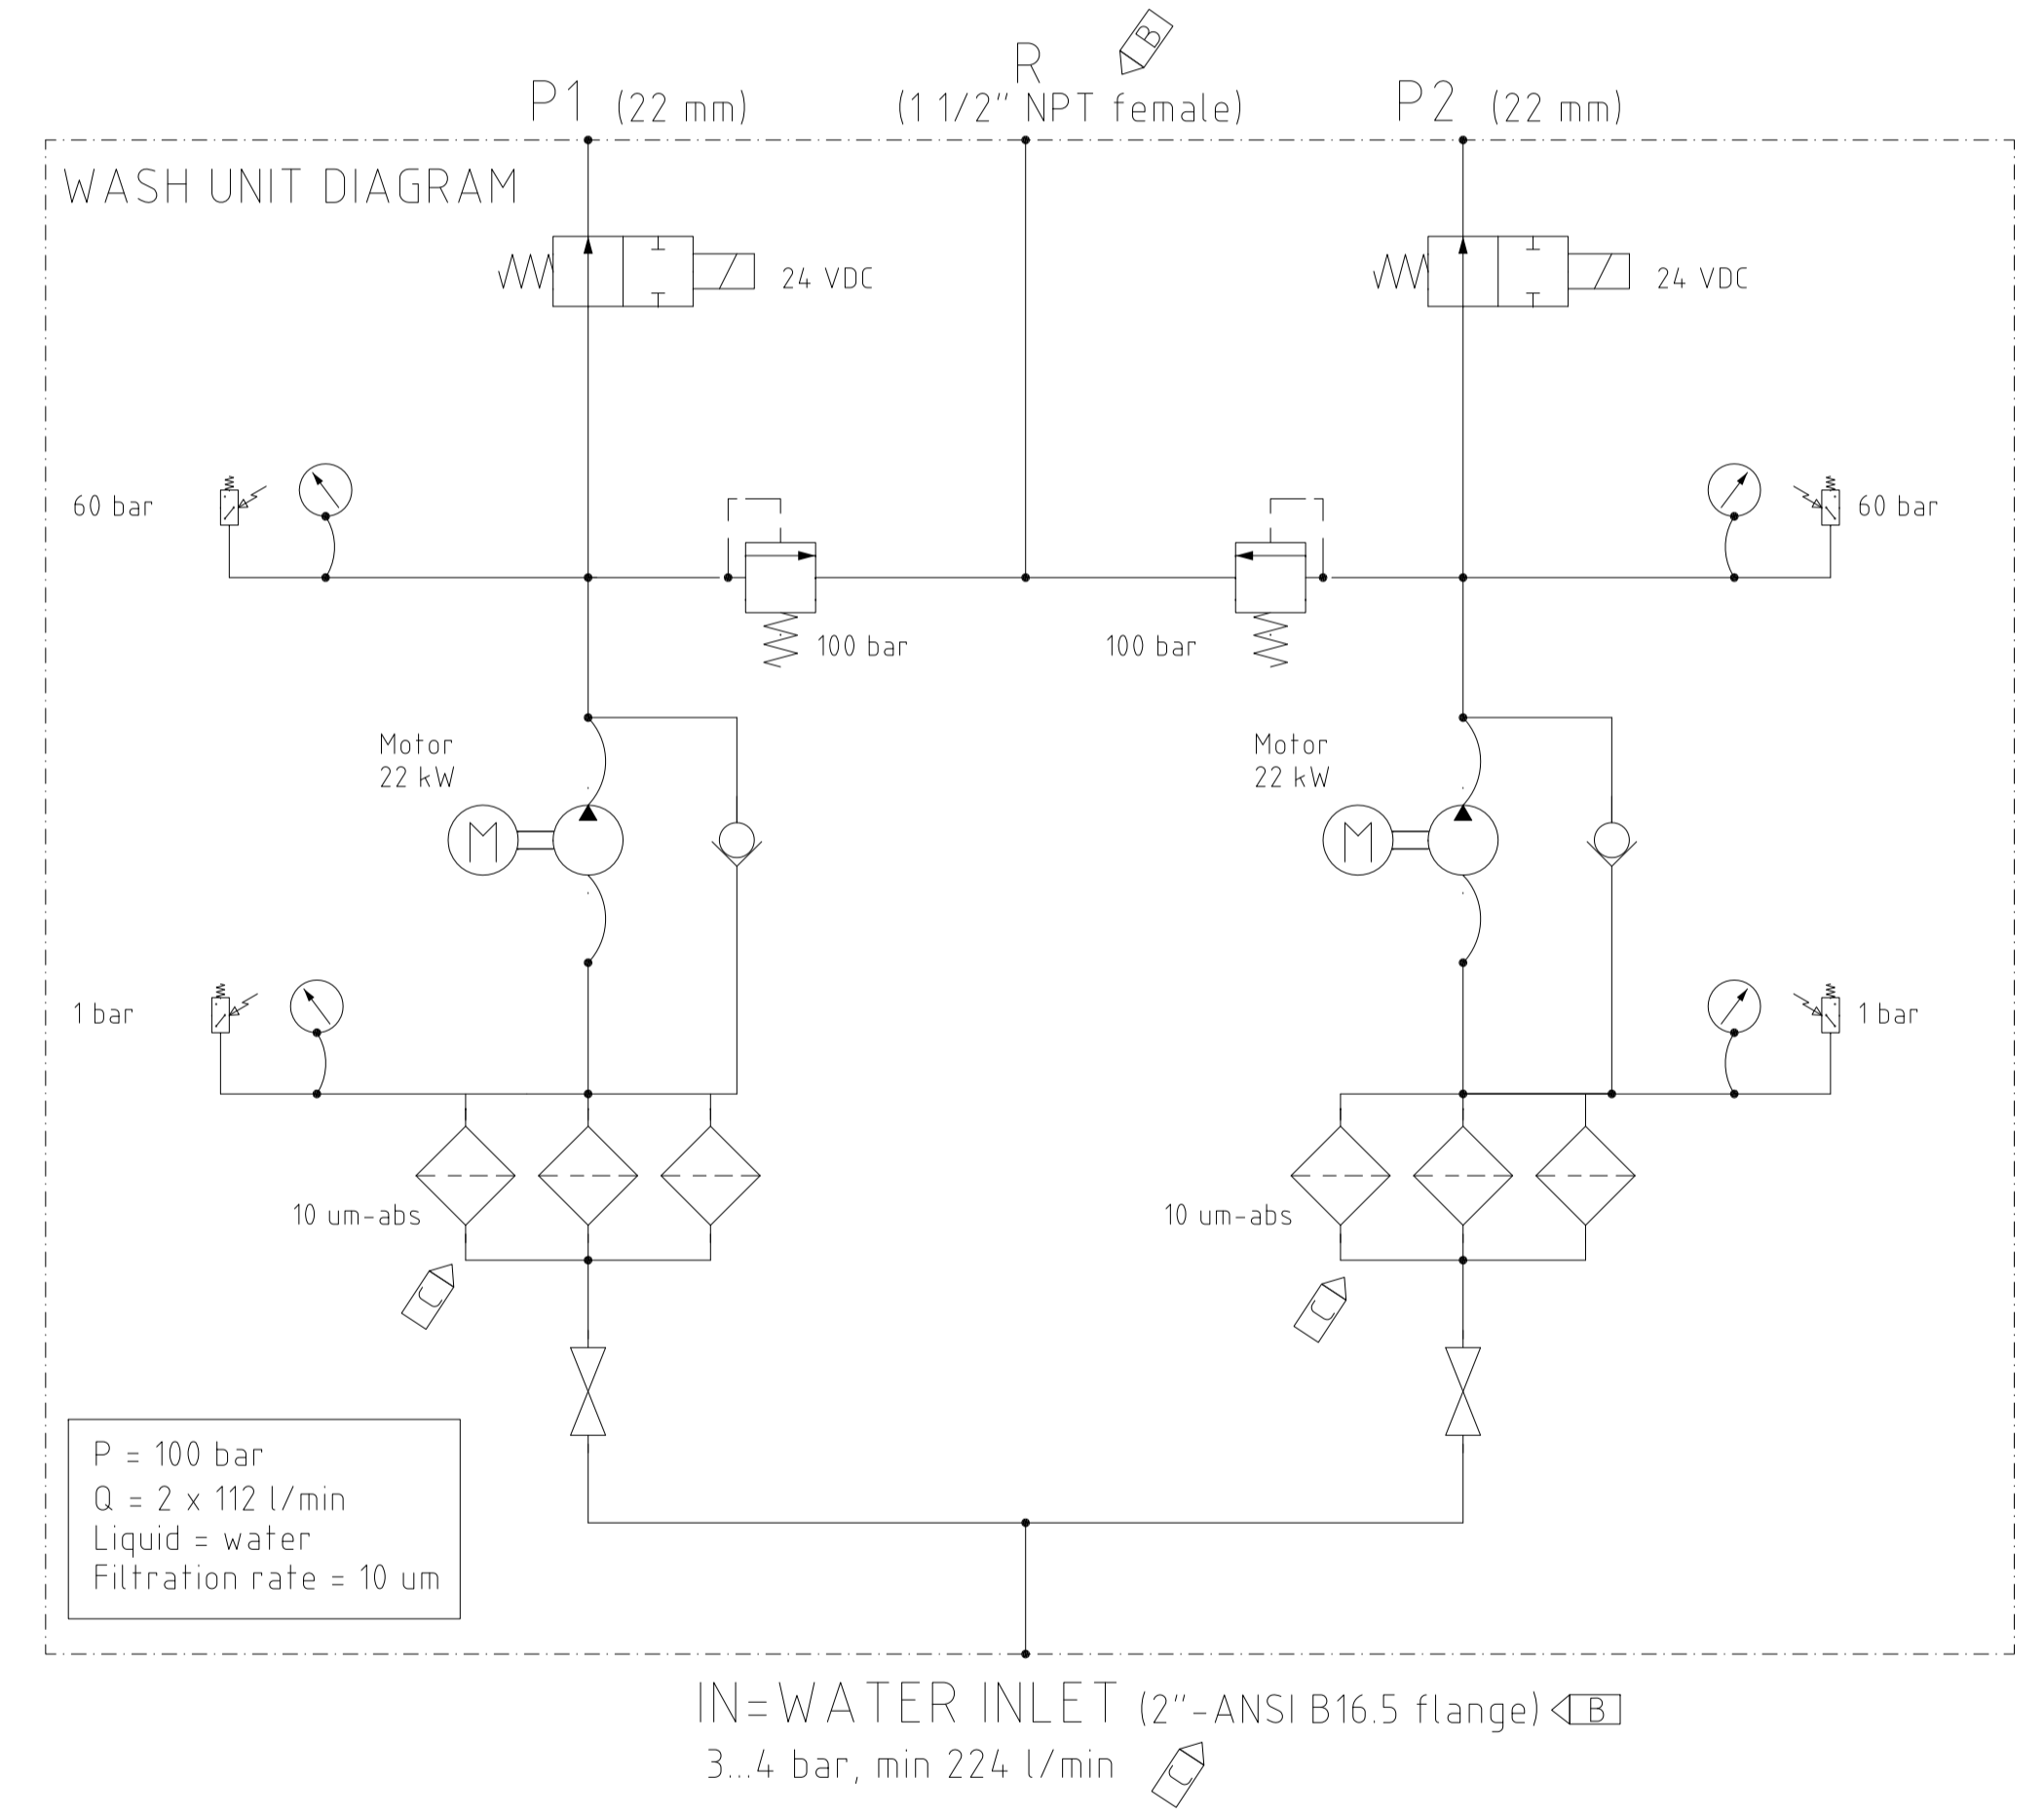 B
R
P1 (22 mm)
(1 1/2" NPT female)
P2 (22 mm)
WASH UNIT DIAGRAM
24 VDC
24 VDC
60 bar
60 bar
100 bar
100 bar
Motor
22 kW
Motor
22 kW
M
M
1 bar
1 bar
10 um-abs
10 um-abs
C
C
P = 100 bar
Q = 2 x 112 l/min
Liquid = water
Filtration rate = 10 um
IN=WATER INLET (2"-ANSI B16.5 flange) B
3...4 bar, min 224 l/min C